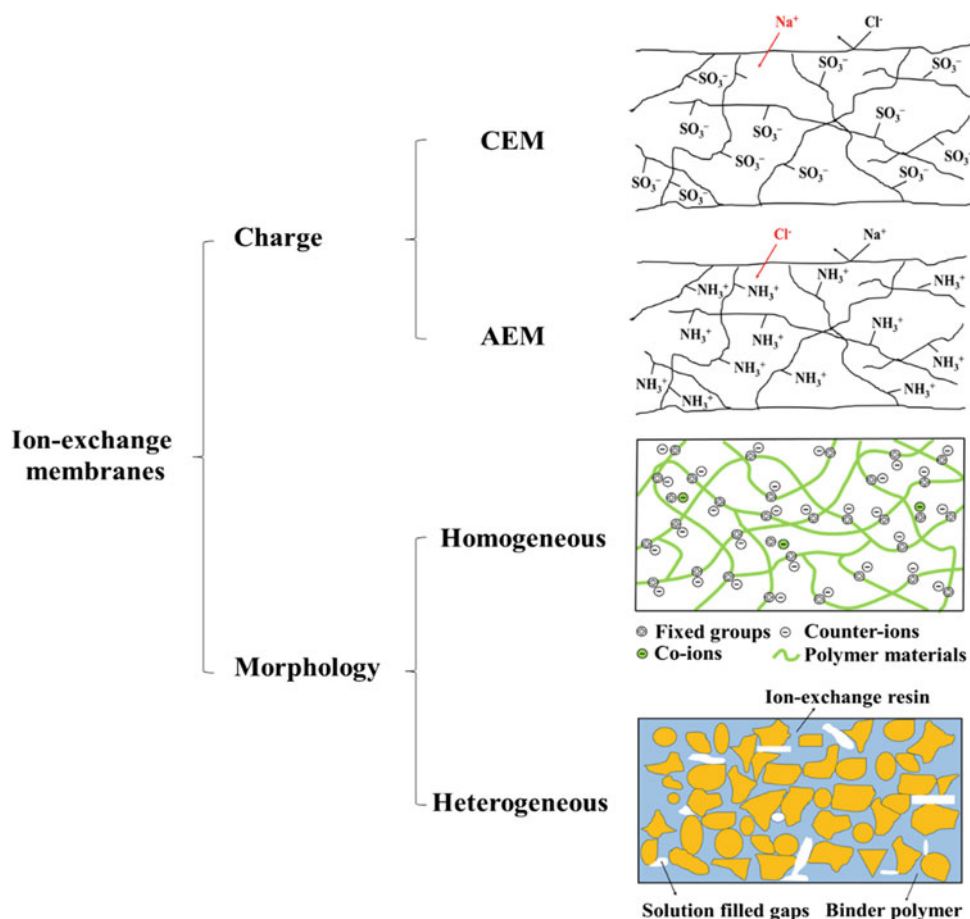 Ion-exchange
membranes
Charge
Morphology
CEM
AEM
Homogeneous
Heterogeneous
Na⁺ Cl⁻
SO₃⁻ SO₃⁻ SO₃⁻
SO₃⁻ SO₃⁻
SO₃⁻ SO₃⁻ SO₃⁻
SO₃⁻
SO₃⁻ SO₃⁻ SO₃⁻
SO₃⁻ SO₃⁻
Cl⁻ Na⁺
NH₃⁺ NH₃⁺ NH₃⁺ NH₃⁺
NH₃⁺ NH₃⁺ NH₃⁺
NH₃⁺ NH₃⁺ NH₃⁺
NH₃⁺ NH₃⁺ NH₃⁺
Fixed groups Counter-ions
Co-ions Polymer materials
Ion-exchange resin
Solution filled gaps Binder polymer